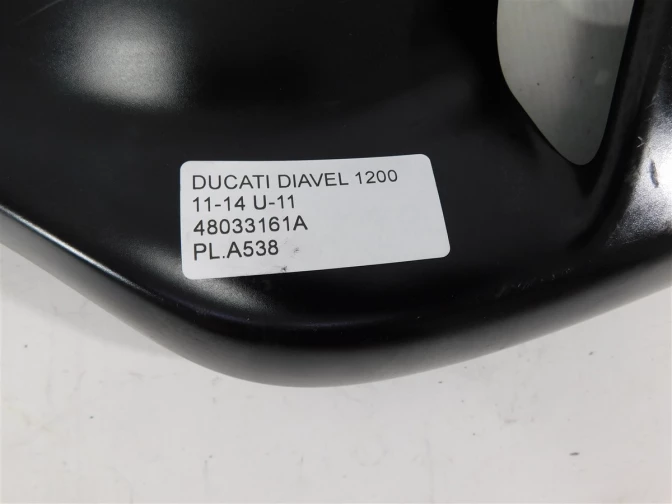 DUCATI DIAVEL 1200
11-14 U-11
48033161A
PL.A538